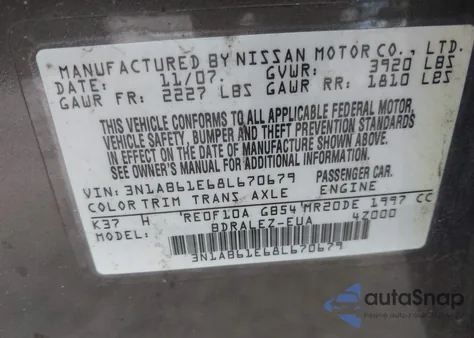 MANUFACTURED BY NISSAN MOTOR CO., LTD.
DATE: 11/07. GVWR: 3920 LBS
GAWR FR: 2227 LBS GAWR RR: 1810 LBS
THIS VEHICLE CONFORMS TO ALL APPLICABLE FEDERAL MOTOR
VEHICLE SAFETY, BUMPER AND THEFT PREVENTION STANDARDS
IN EFFECT ON THE DATE OF MANUFACTURE SHOWN ABOVE.
SEE OWNER'S MANUAL FOR ADDITIONAL INFORMATION.
VIN: 3N1AB61E68L670679 PASSENGER CAR.
COLOR TRIM TRANS AXLE ENGINE
K37 H RE0F10A GB54 MR20DE 1997 CC
MODEL: BDRALEZ-EUA 4Z000
3N1AB61E68L670679
autoSnap